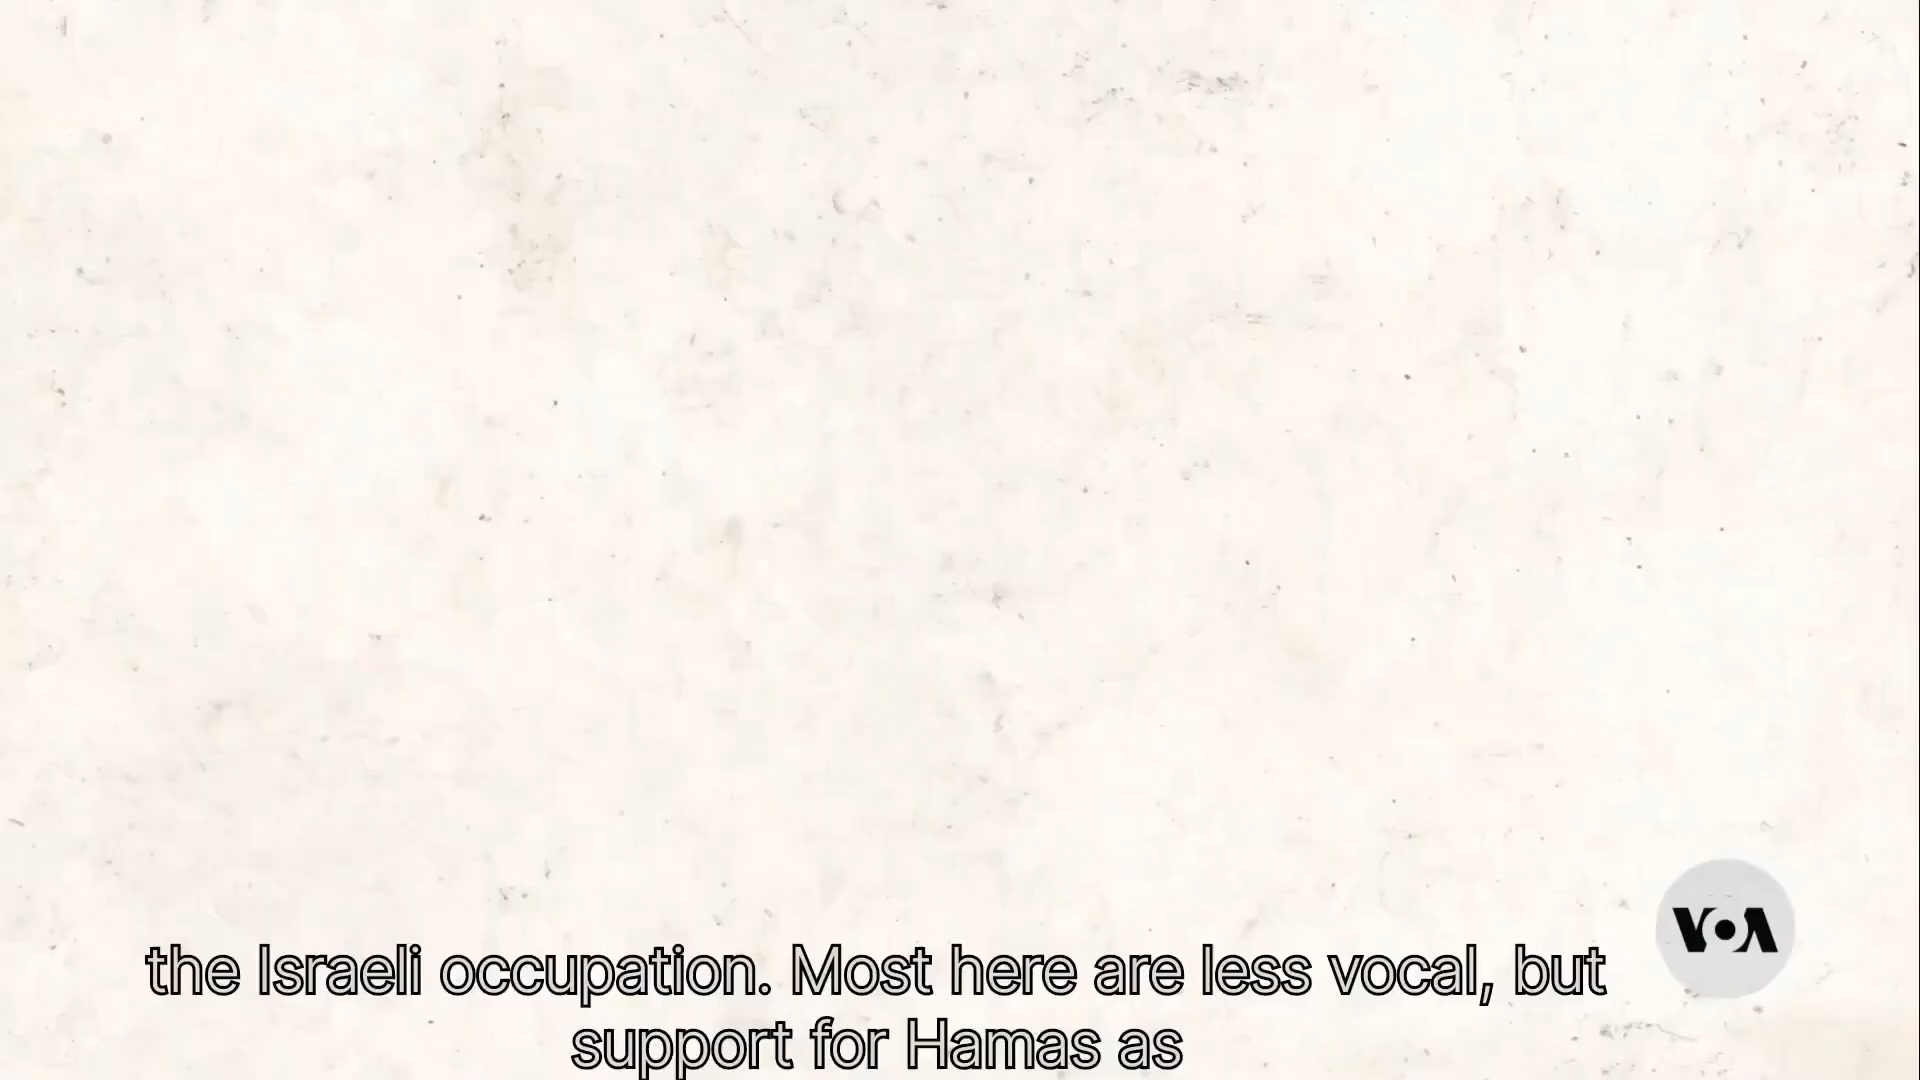 VOA
the Israeli occupation. Most here are less vocal, but
support for Hamas as